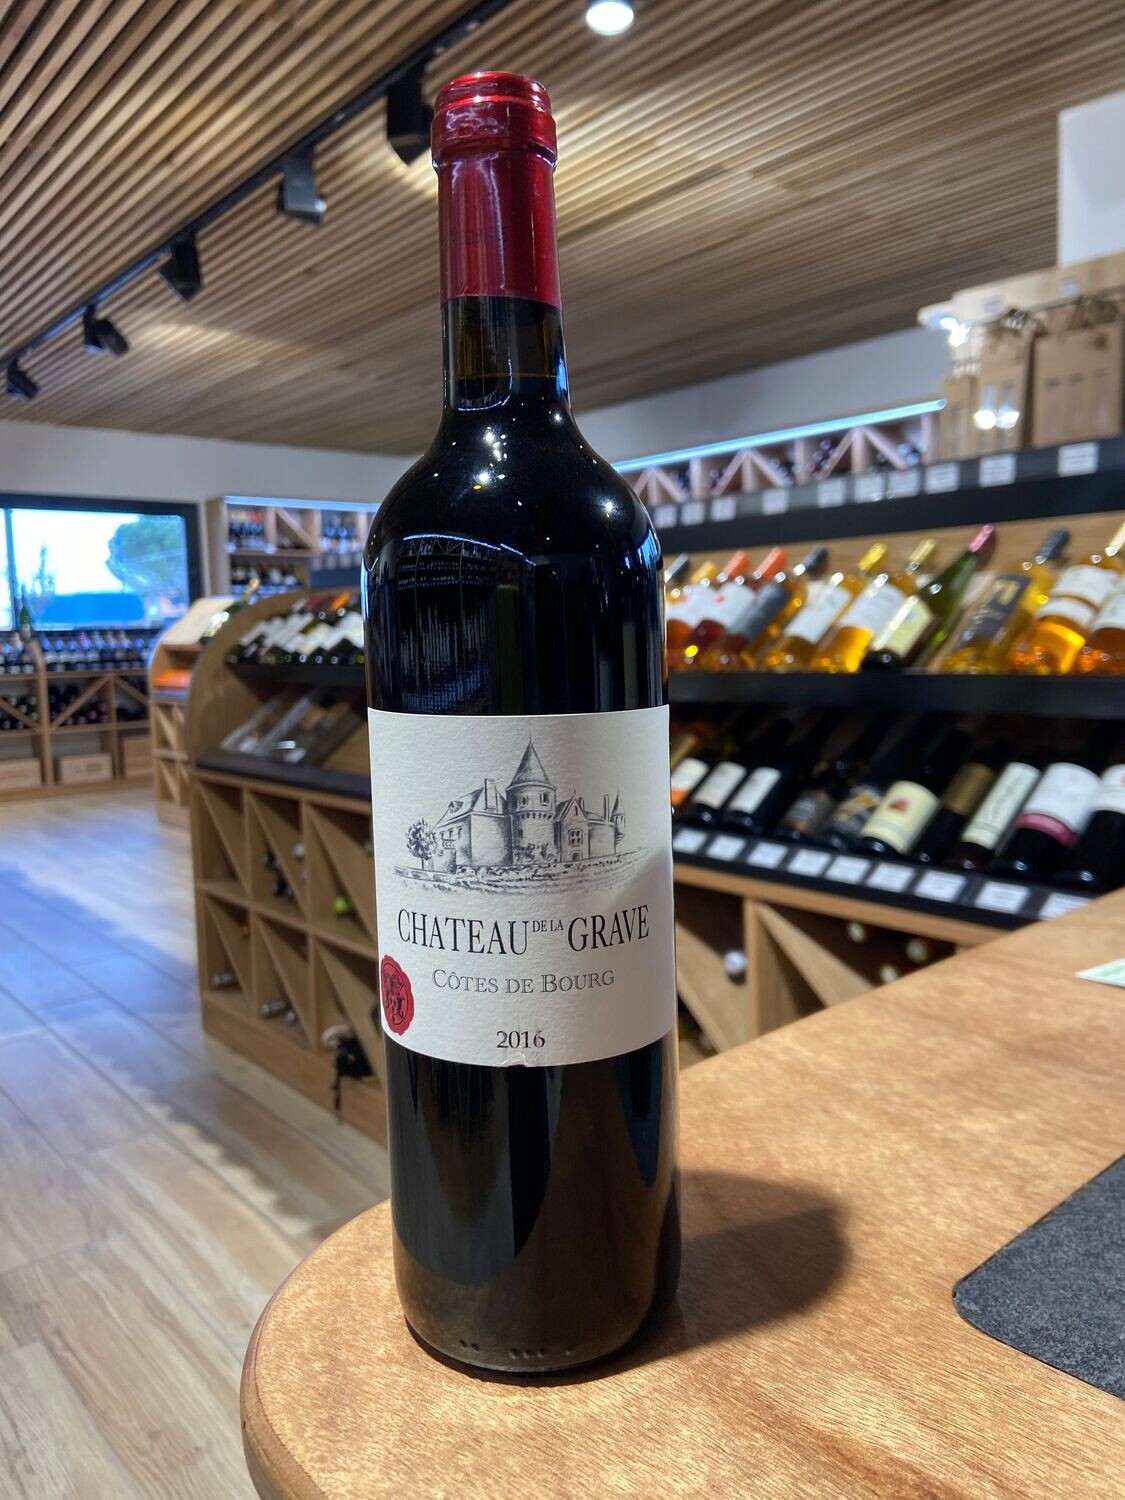 CHATEAU DE LA GRAVE
CÔTES DE BOURG
2016